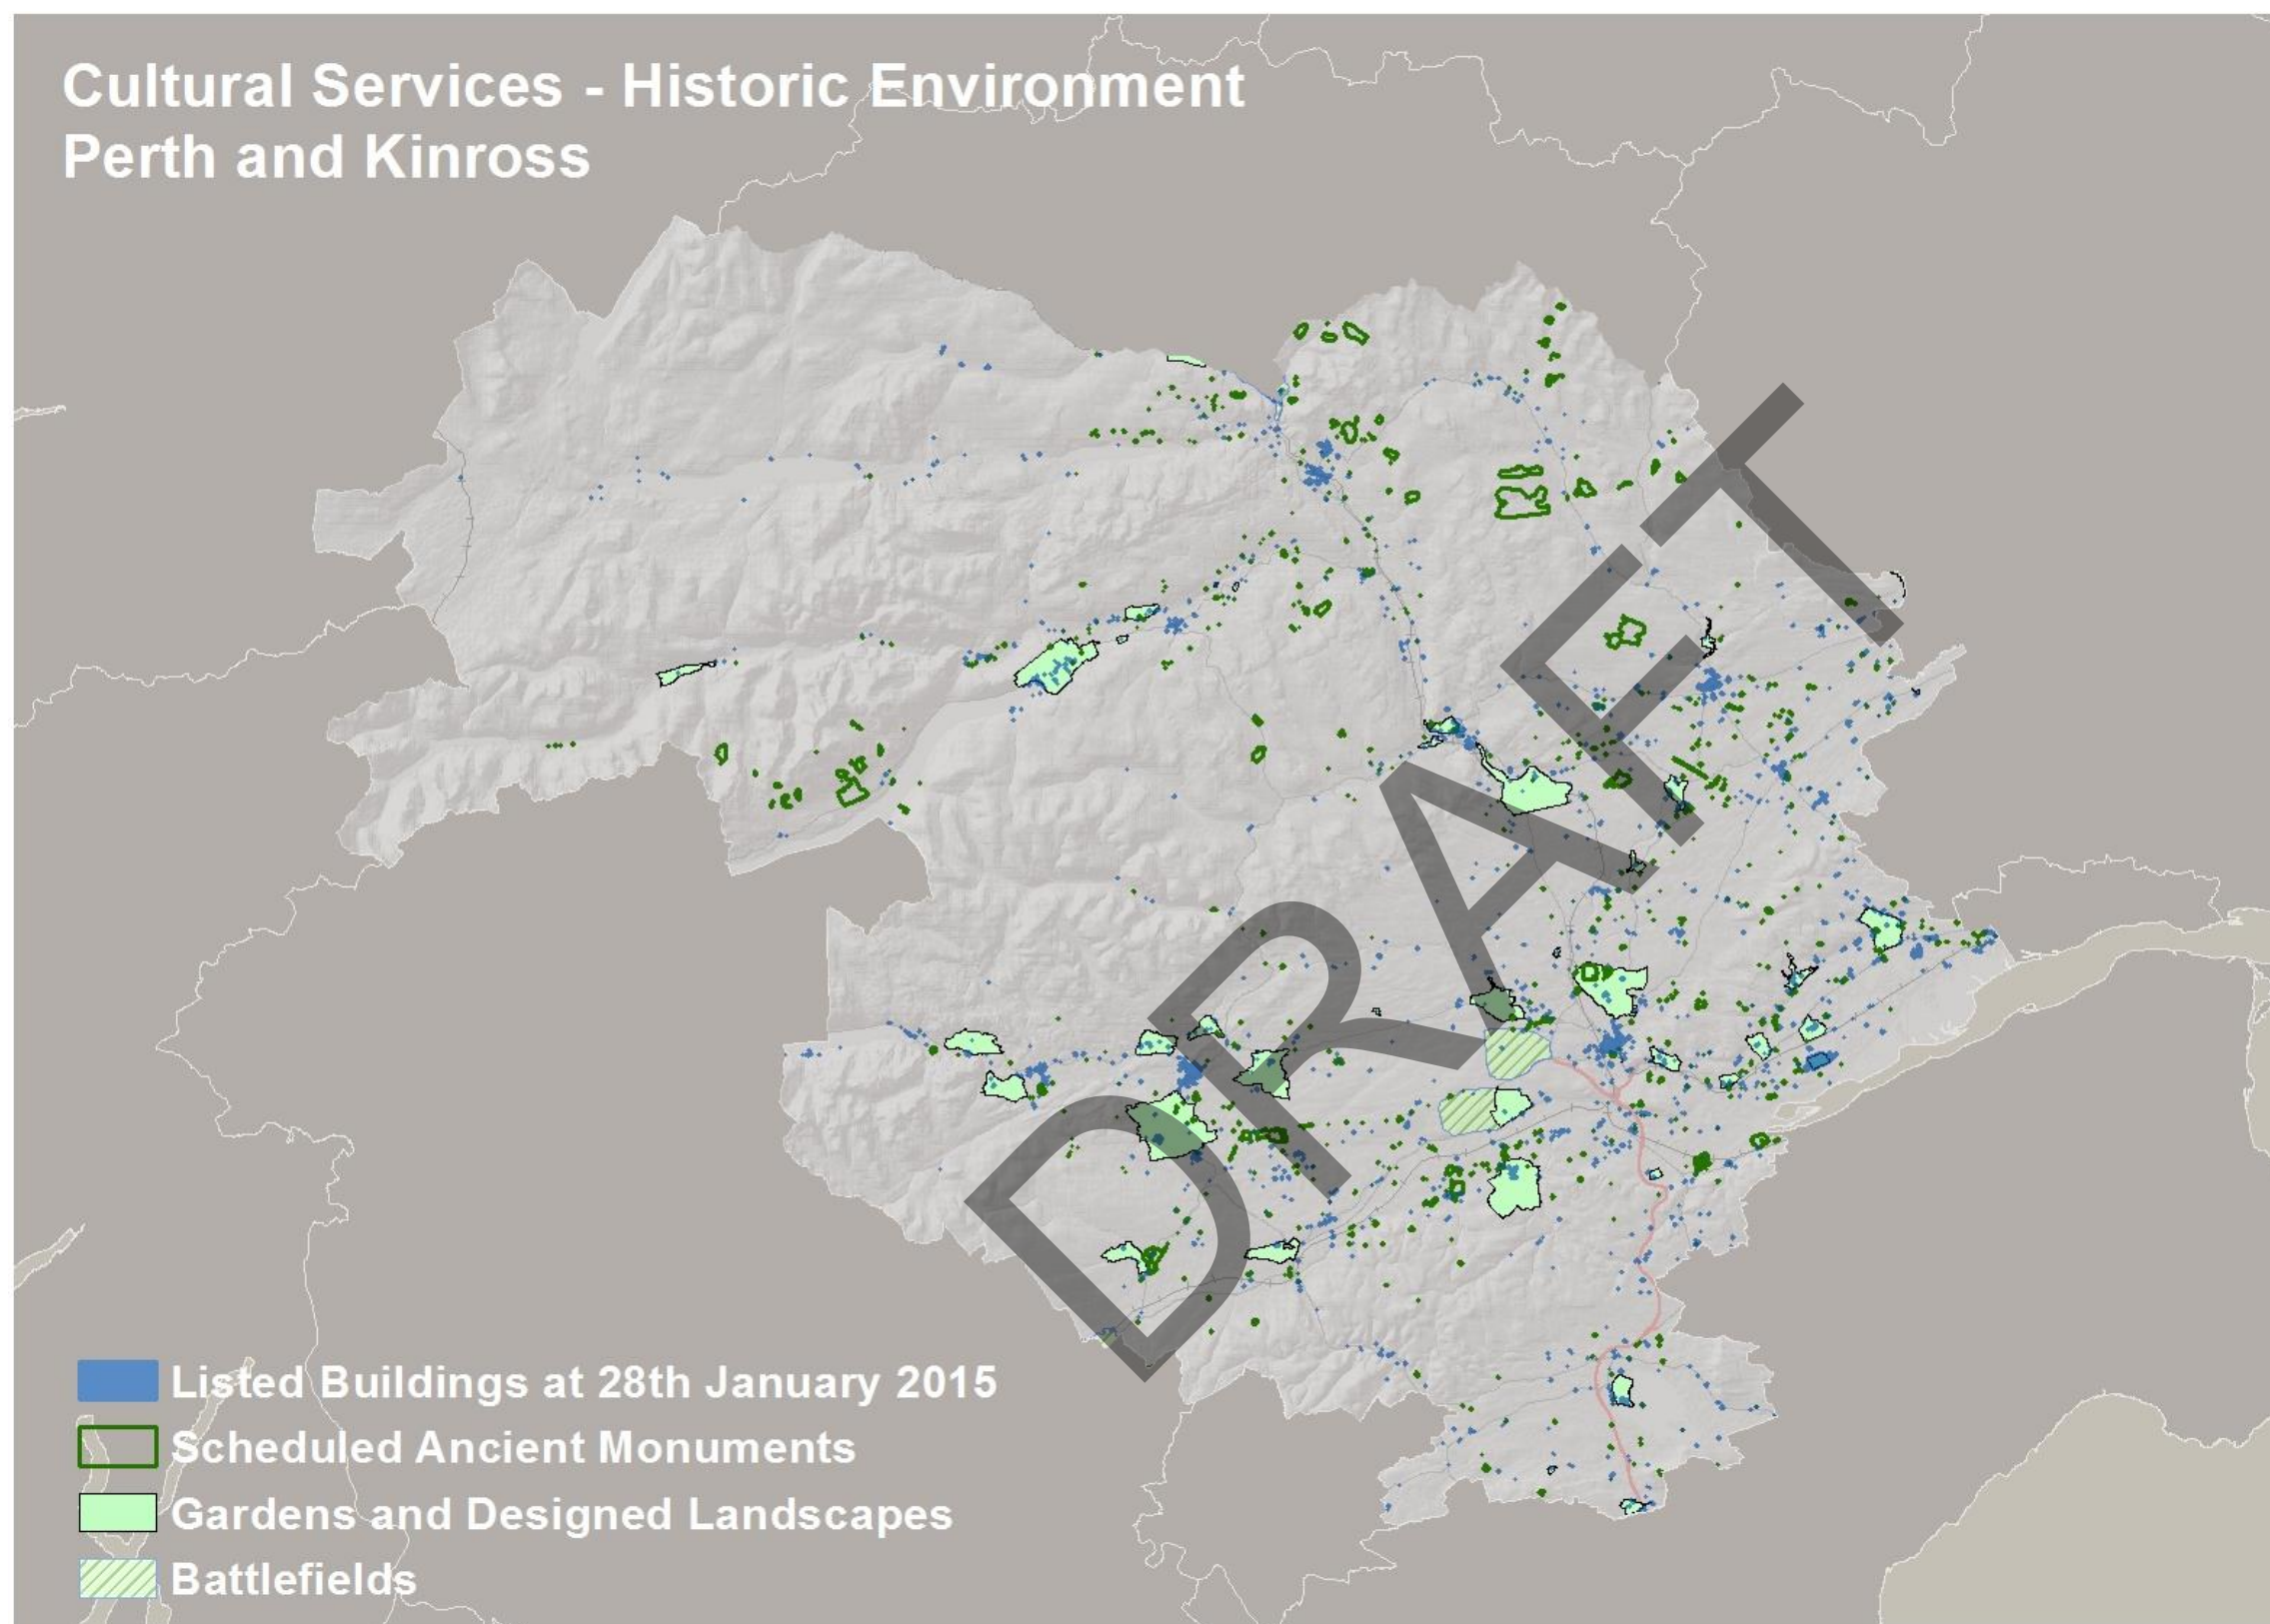 Cultural Services - Historic Environment
Perth and Kinross
DRAFT
Listed Buildings at 28th January 2015
Scheduled Ancient Monuments
Gardens and Designed Landscapes
Battlefields